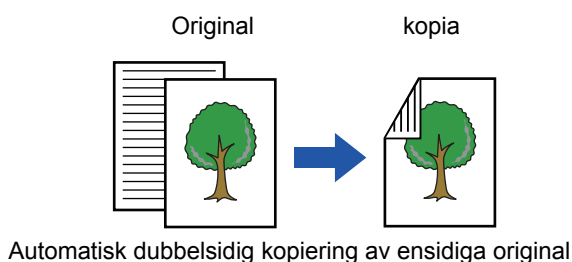 Original kopia
Automatisk dubbelsidig kopiering av ensidiga original